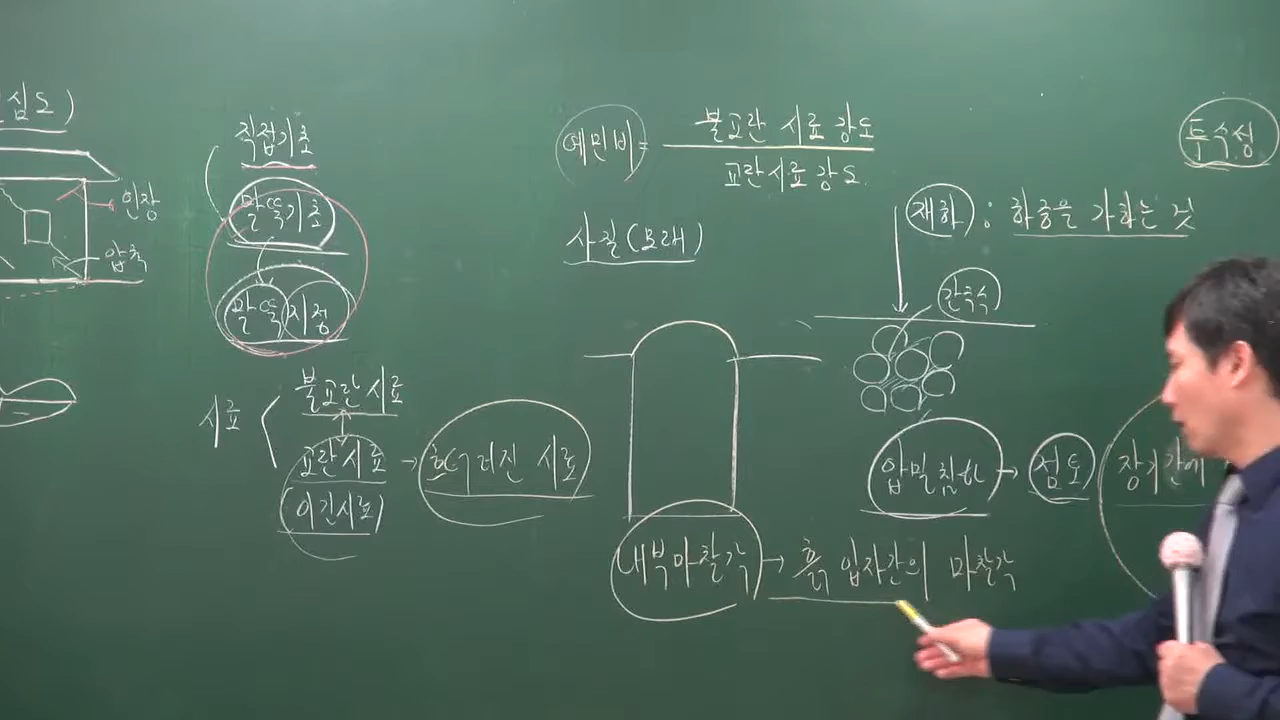 심도)
인장
압축
직접기초
말뚝기초
말뚝지정
시료
불교란 시료
교란시료 → 흐트러진 시료
(이긴시료)
예민비 = 불교란 시료 강도
교란시료 강도
사질(모래)
내부마찰각 → 흙 입자간의 마찰각
재하 : 하중을 가하는 것
간극수
압밀침하 → 점토
장기간에
투수성